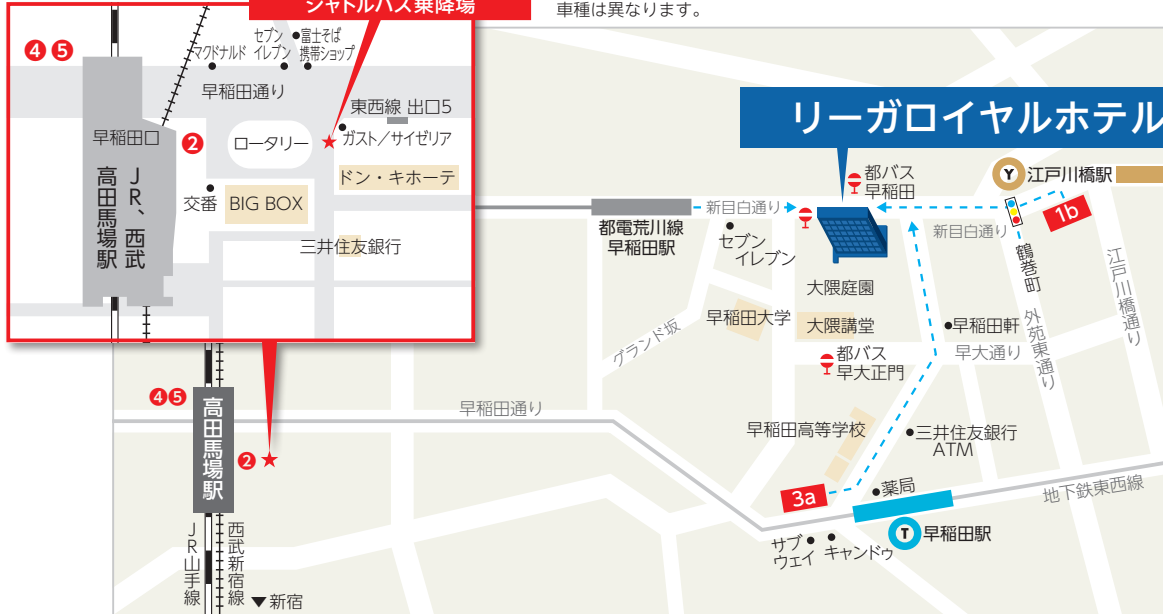 シャトルバス乗降場
車種は異なります。
❹❺
マクドナルド
セブン
イレブン
富士そば
携帯ショップ
早稲田通り
東西線 出口5
早稲田口
❷
ロータリー
ガスト／サイゼリア
ドン・キホーテ
JR、西武
高田馬場駅
交番
BIG BOX
三井住友銀行
リーガロイヤルホテル
都バス
早稲田
Y
江戸川橋駅
1b
新目白通り
都電荒川線
早稲田駅
セブン
イレブン
新目白通り
鶴巻町
江戸川橋通り
大隈庭園
早稲田大学
大隈講堂
グランド坂
早稲田軒
外苑東通り
早大通り
都バス
早大正門
❹❺
高田馬場駅
❷
早稲田通り
早稲田高等学校
三井住友銀行
ATM
3a
薬局
地下鉄東西線
T
早稲田駅
サブ
ウェイ
キャンドゥ
JR山手線
西武新宿線
▼新宿